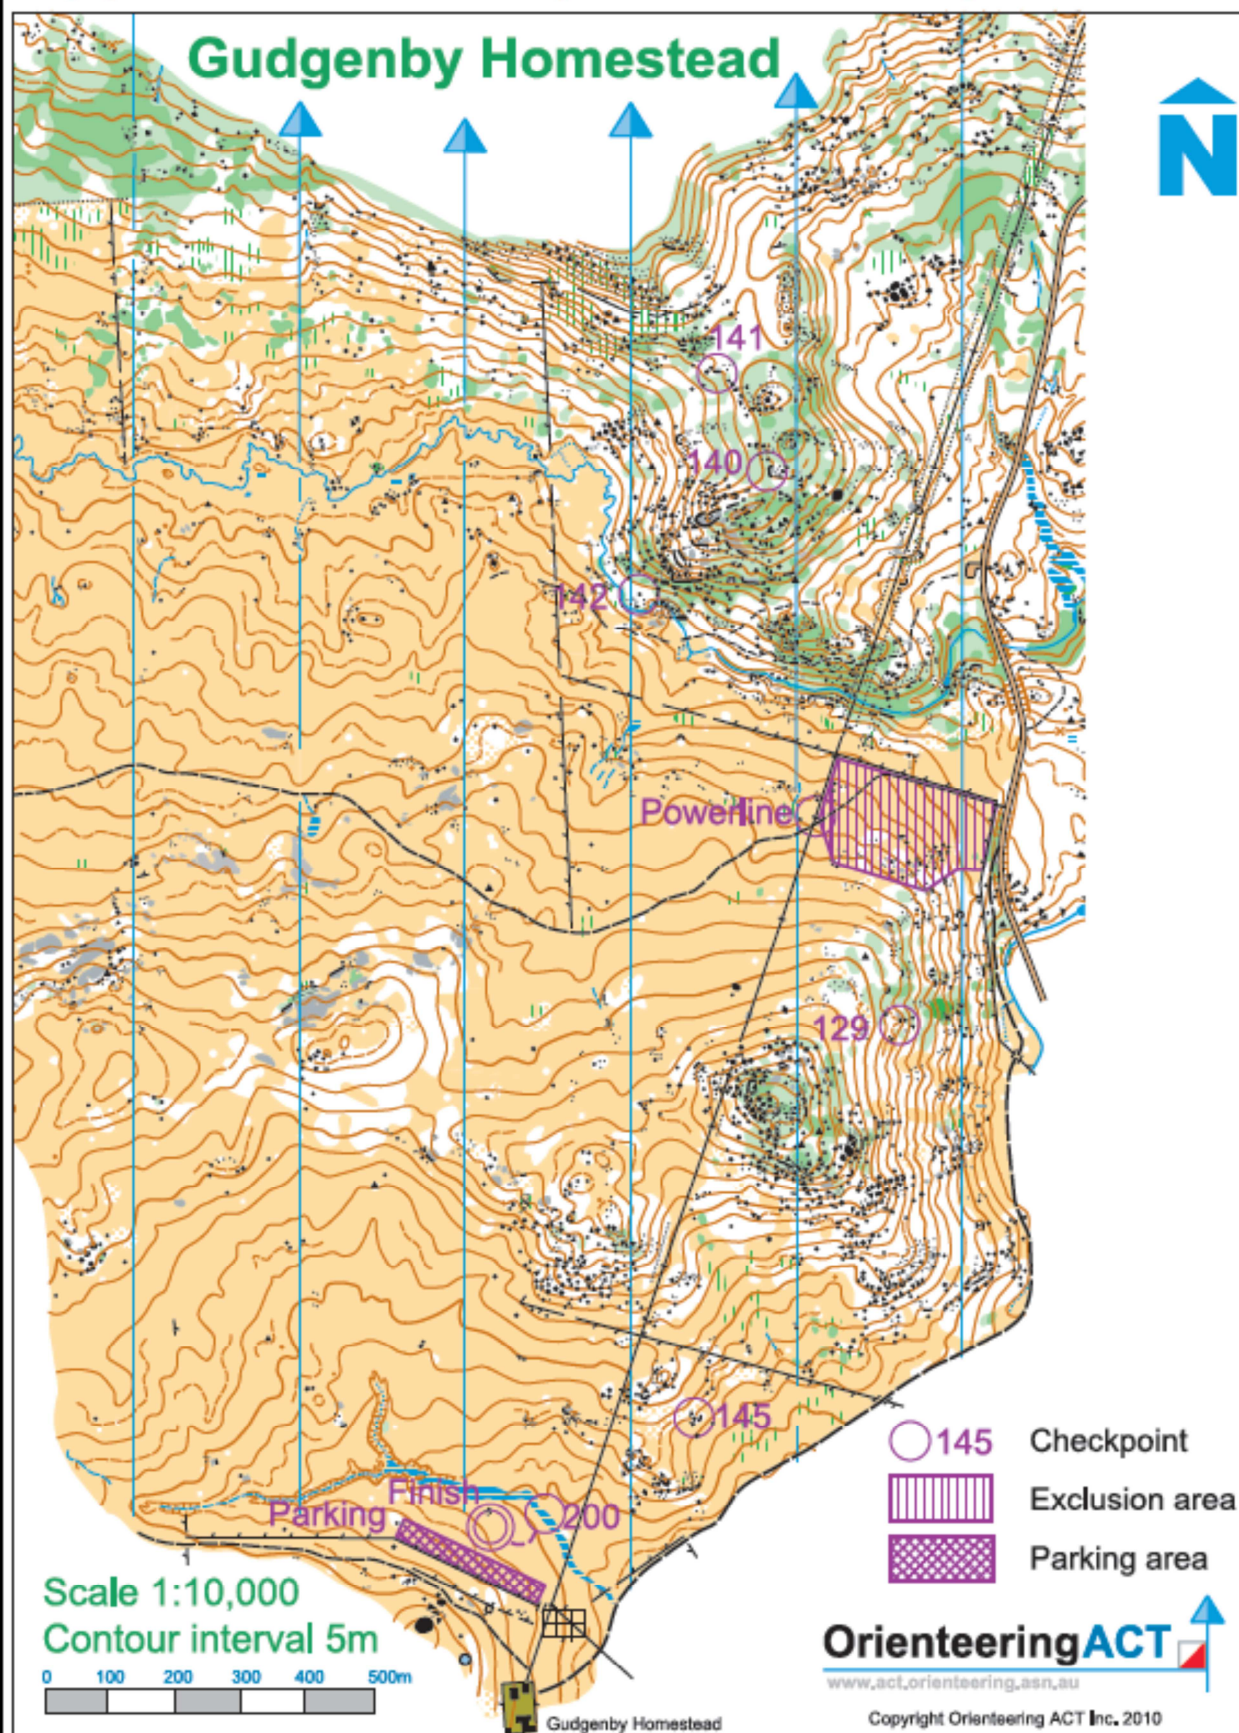 Gudgenby Homestead
N
141
140
142
Powerline
129
145
Finish
Parking
200
145 Checkpoint
Exclusion area
Parking area
Scale 1:10,000
Contour interval 5m
0 100 200 300 400 500m
OrienteeringACT
www.act.orienteering.asn.au
Gudgenby Homestead
Copyright Orienteering ACT Inc. 2010